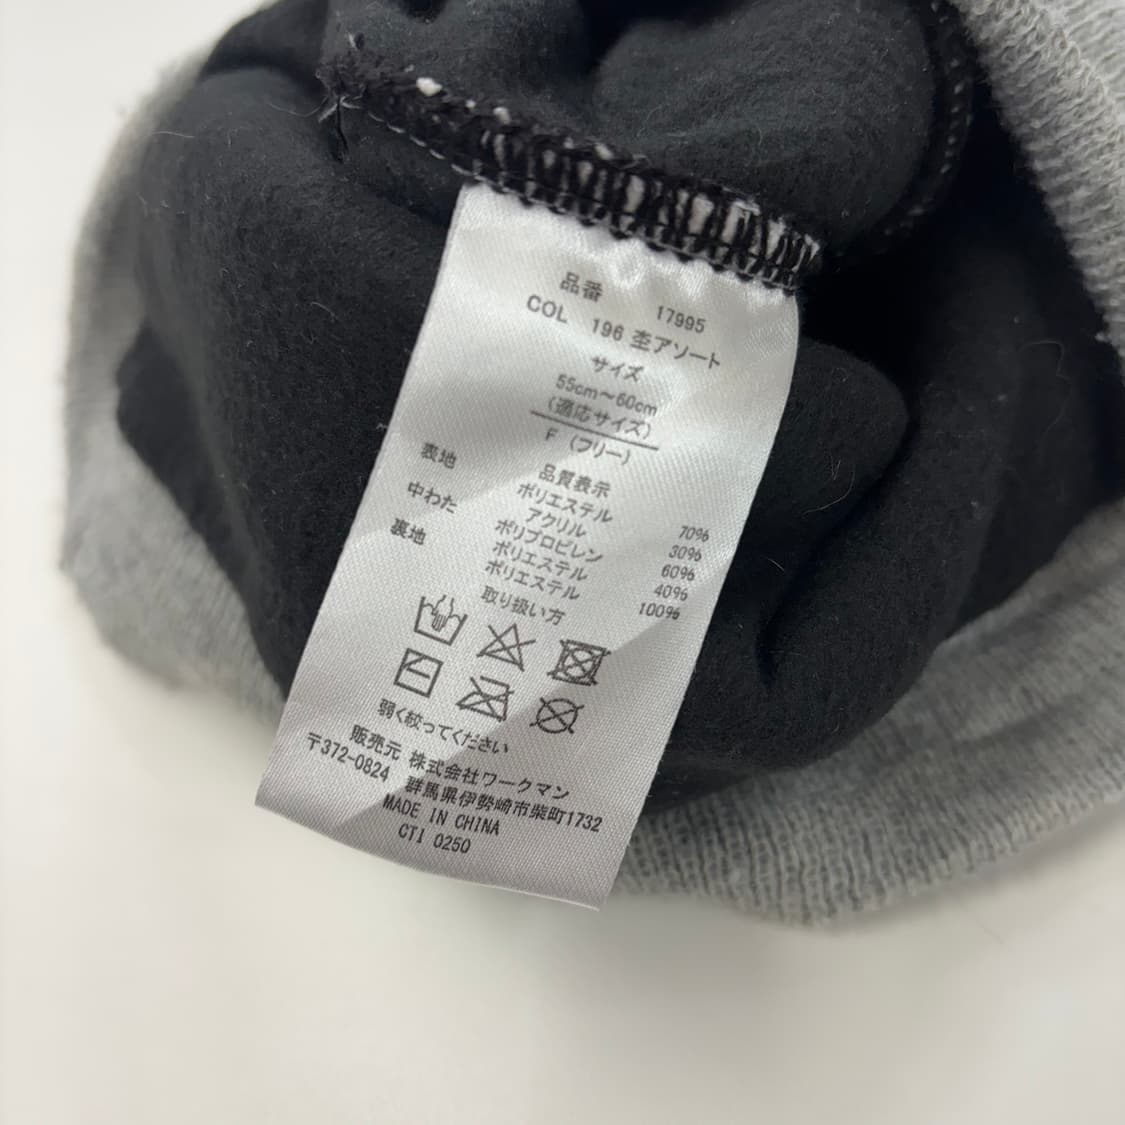 品番 17995
COL 196 杢アソート
サイズ
55cm～60cm
(適応サイズ)
F (フリー)
品質表示
表地 ポリエステル 70%
アクリル 30%
中わた ポリプロピレン 60%
ポリエステル 40%
裏地 ポリエステル 100%
取り扱い方
弱く絞ってください
販売元 株式会社ワークマン
〒372-0824 群馬県伊勢崎市柴町1732
MADE IN CHINA
CTI 0250